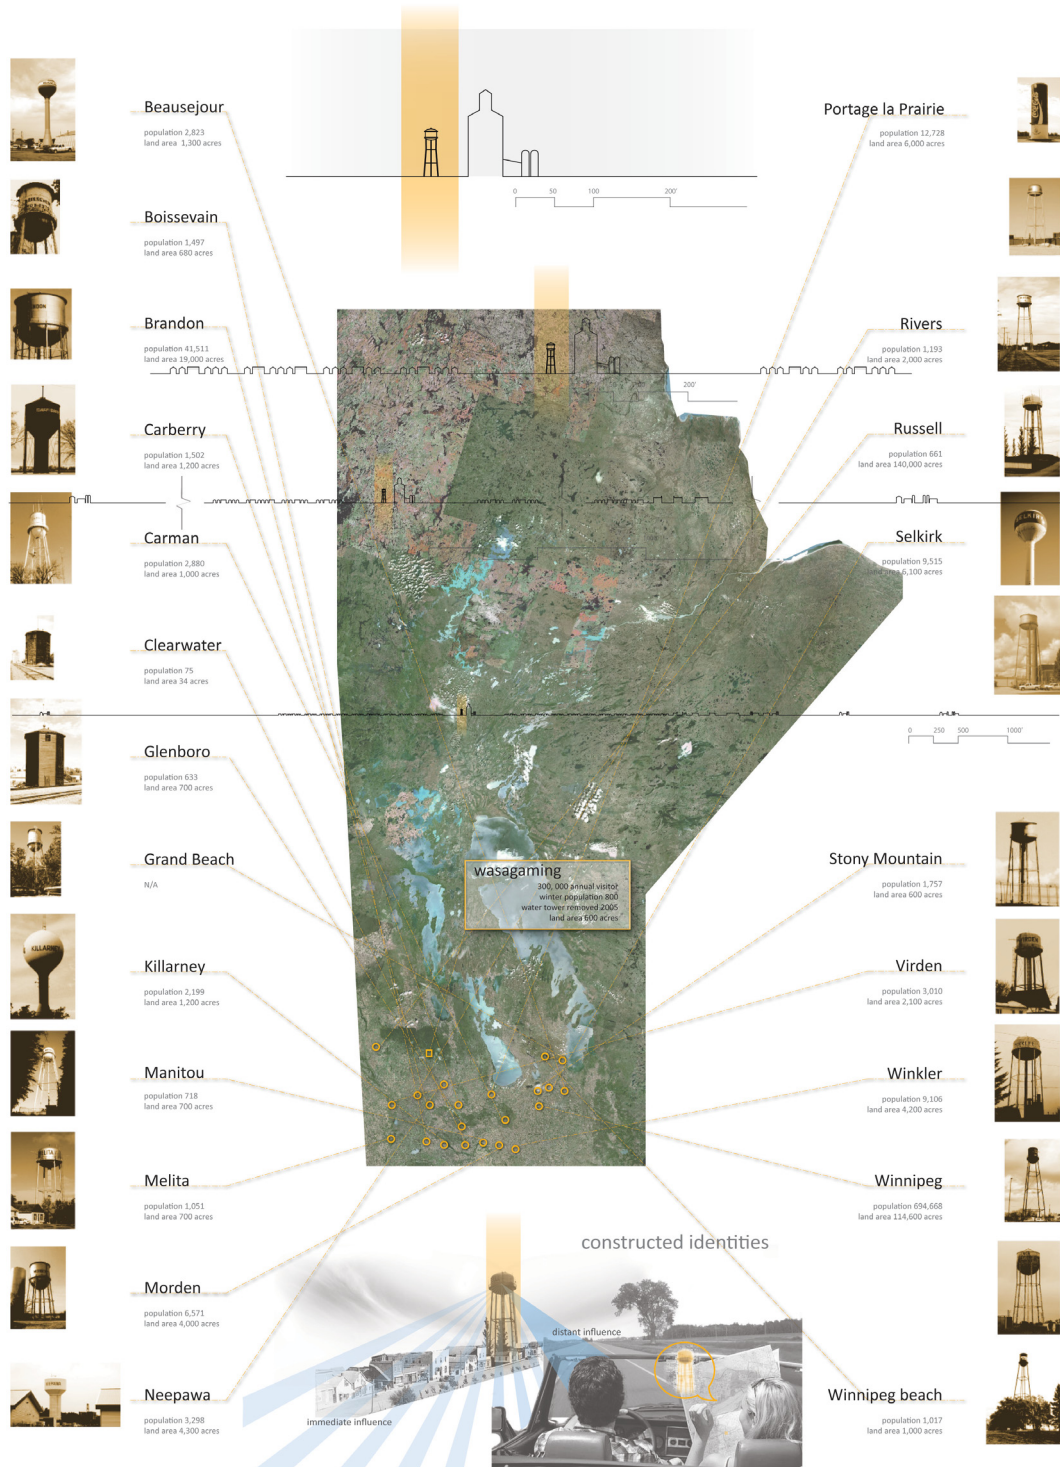 Beausejour
population 2,823
land area 1,300 acres
Boissevain
population 1,497
land area 680 acres
Brandon
population 41,511
land area 19,000 acres
Carberry
population 1,502
land area 1,200 acres
Carman
population 2,880
land area 1,000 acres
Clearwater
population 75
land area 34 acres
Glenboro
population 633
land area 700 acres
Grand Beach
N/A
Killarney
population 2,199
land area 1,200 acres
Manitou
population 718
land area 700 acres
Melita
population 1,051
land area 700 acres
Morden
population 6,571
land area 4,000 acres
Neepawa
population 3,298
land area 4,300 acres
0 50 100 200'
200'
wasagaming
300, 000 annual visitor
winter population 800
water tower removed 2005
land area 600 acres
constructed identities
distant influence
immediate influence
Portage la Prairie
population 12,728
land area 6,000 acres
Rivers
population 1,193
land area 2,000 acres
Russell
population 661
land area 140,000 acres
Selkirk
population 9,515
land area 6,100 acres
0 250 500 1000'
Stony Mountain
population 1,757
land area 600 acres
Virden
population 3,010
land area 2,100 acres
Winkler
population 9,106
land area 4,200 acres
Winnipeg
population 694,668
land area 114,600 acres
Winnipeg beach
population 1,017
land area 1,000 acres
KILLARNEY